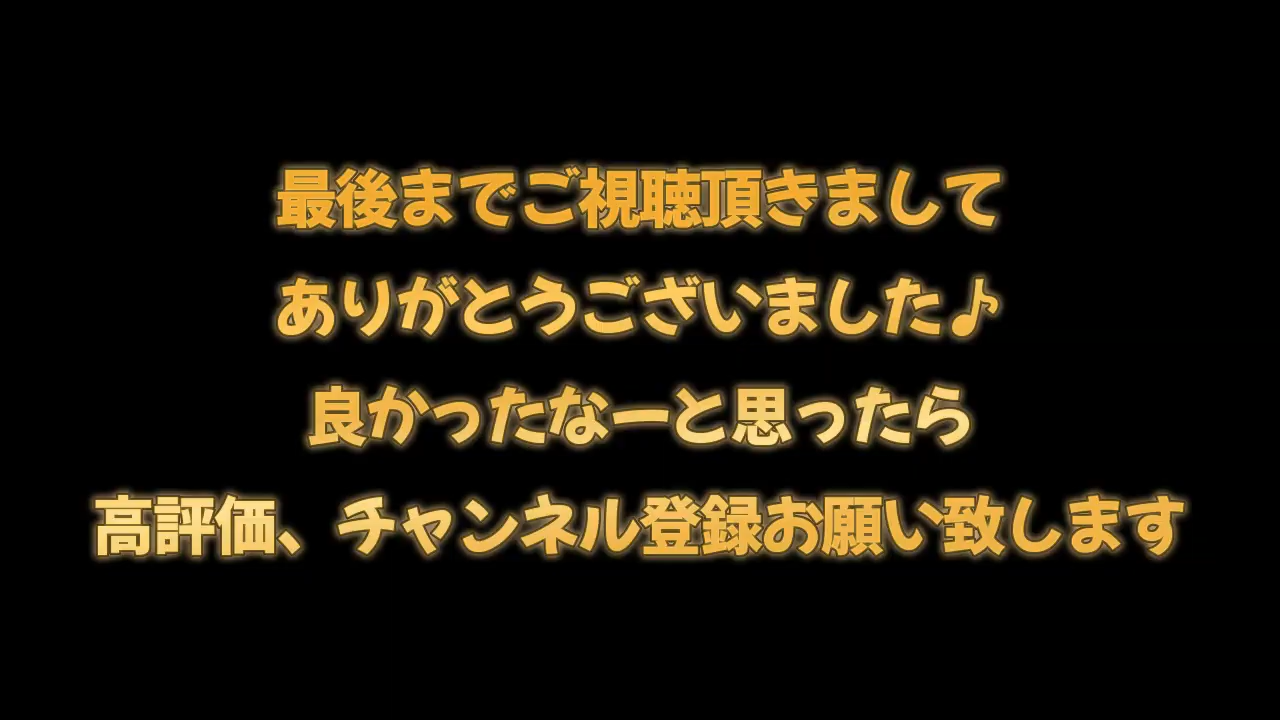 最後までご視聴頂きまして
ありがとうございました♪
良かったなーと思ったら
高評価、チャンネル登録お願い致します